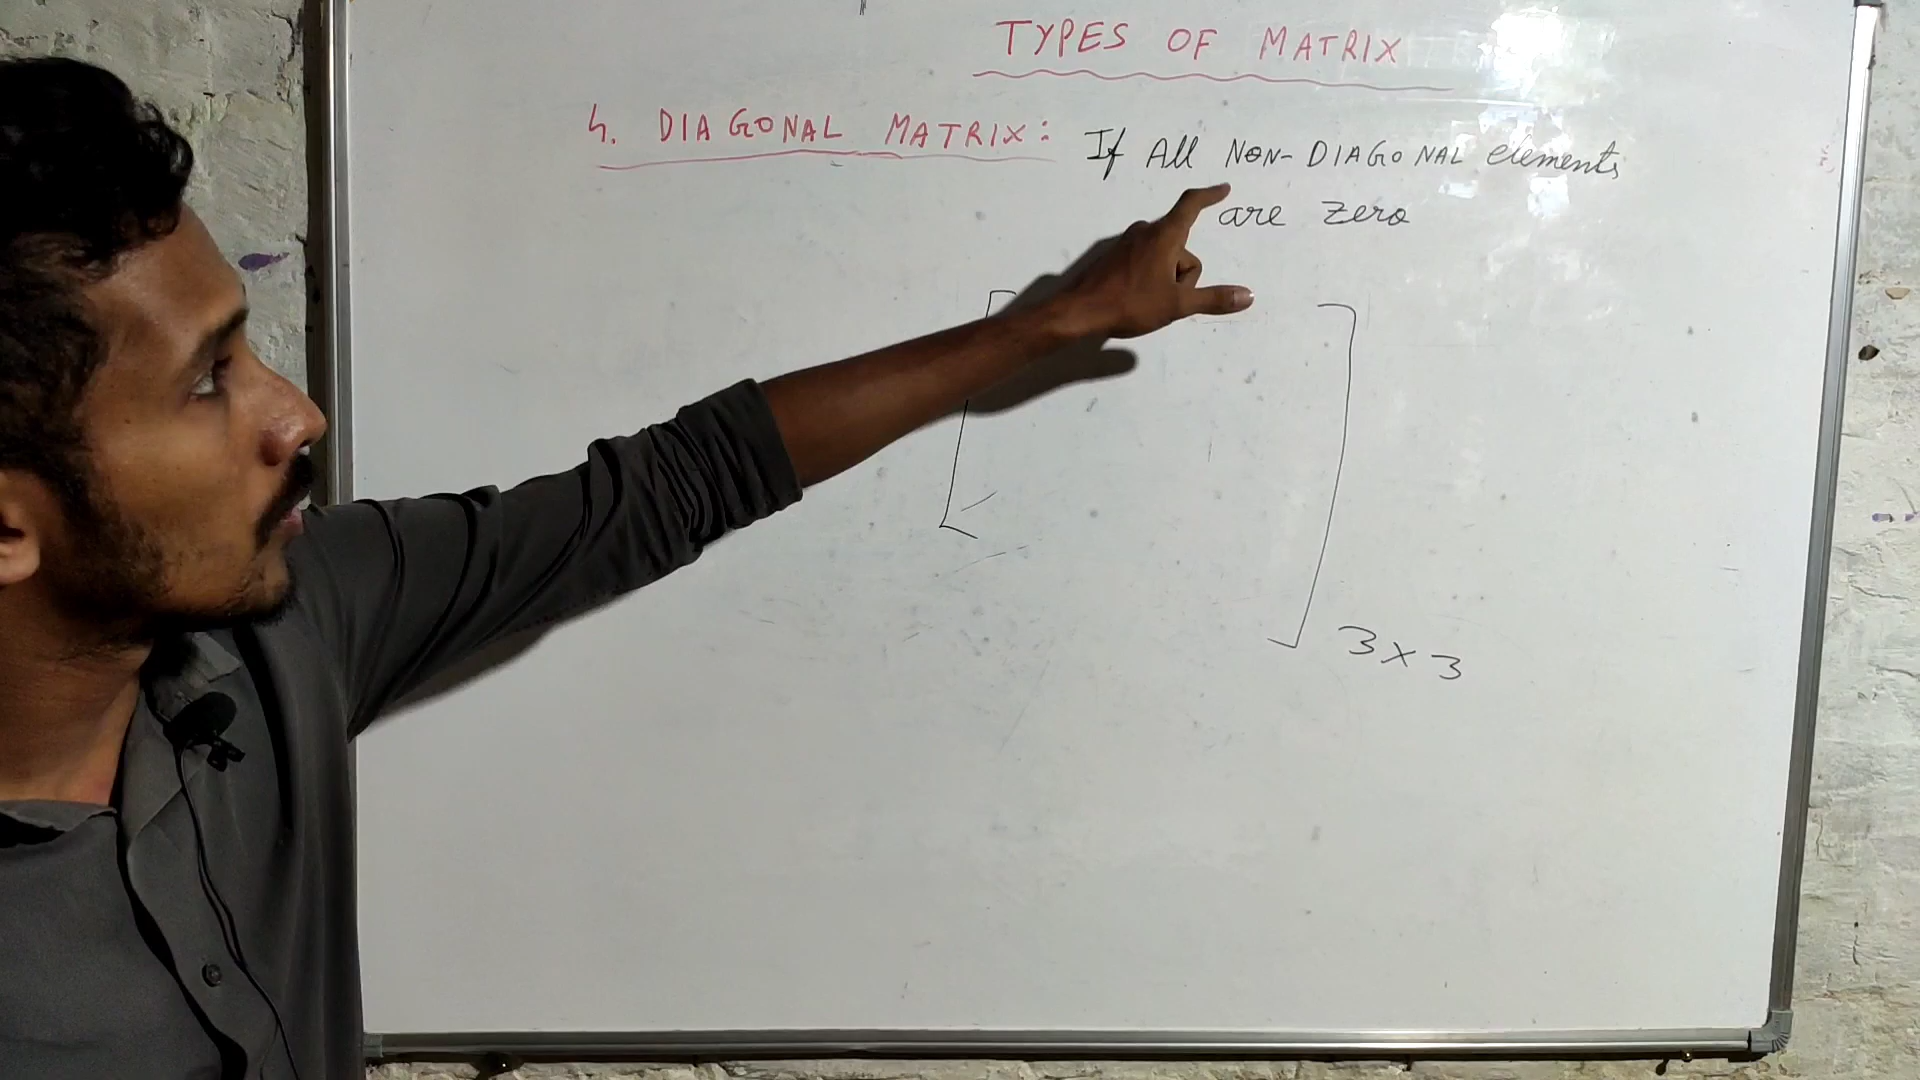 TYPES OF MATRIX
4. DIAGONAL MATRIX: If All NON-DIAGONAL elements
are zero
3 x 3